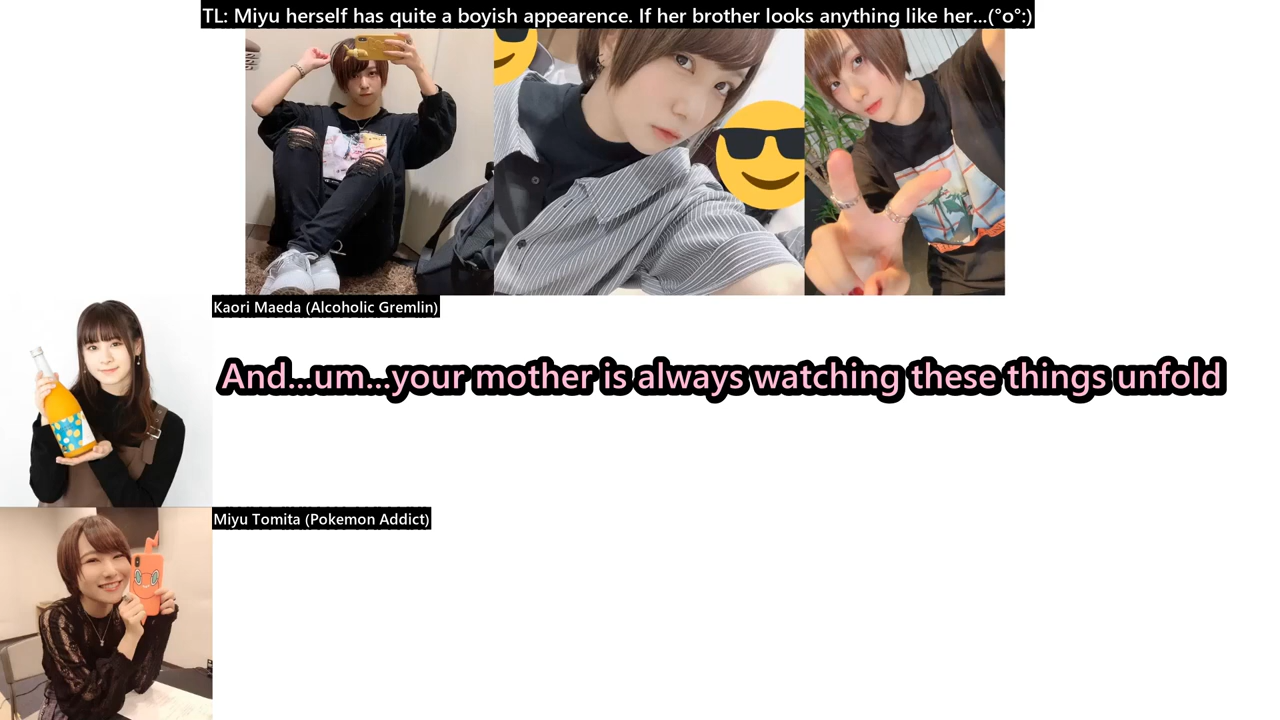 TL: Miyu herself has quite a boyish appearence. If her brother looks anything like her...(°o°:)
Kaori Maeda (Alcoholic Gremlin)
And...um...your mother is always watching these things unfold
Miyu Tomita (Pokemon Addict)